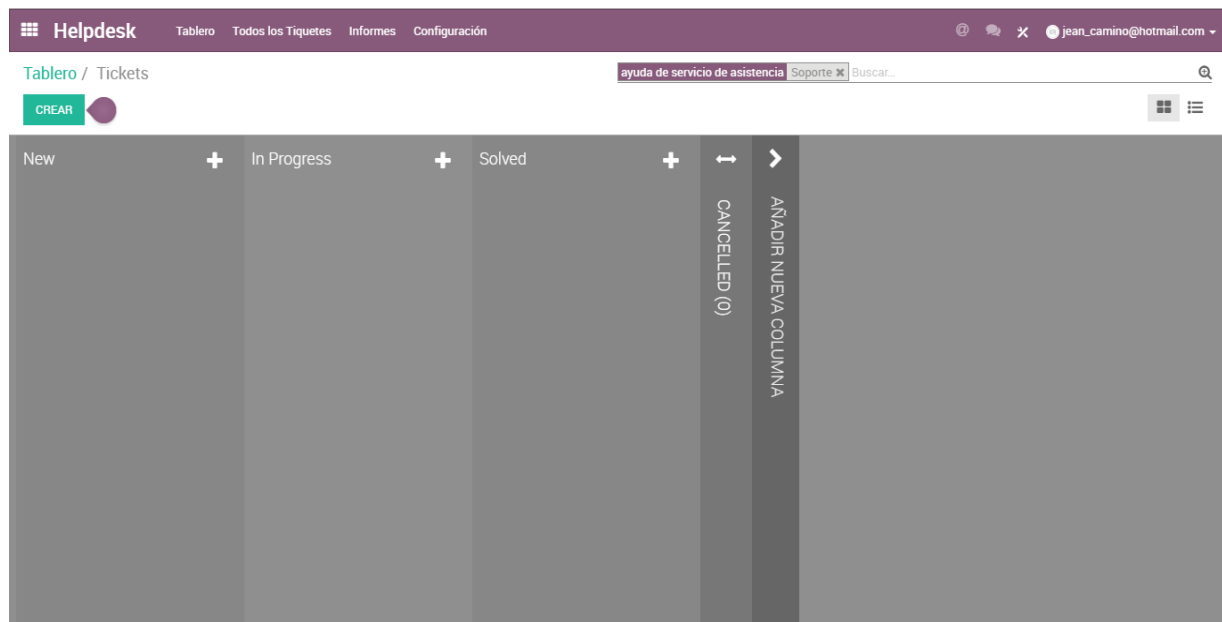 Helpdesk Tablero Todos los Tiquetes Informes Configuración @ jean_camino@hotmail.com
Tablero / Tickets ayuda de servicio de asistencia Soporte Buscar...
CREAR
New In Progress Solved
CANCELLED (0)
AÑADIR NUEVA COLUMNA